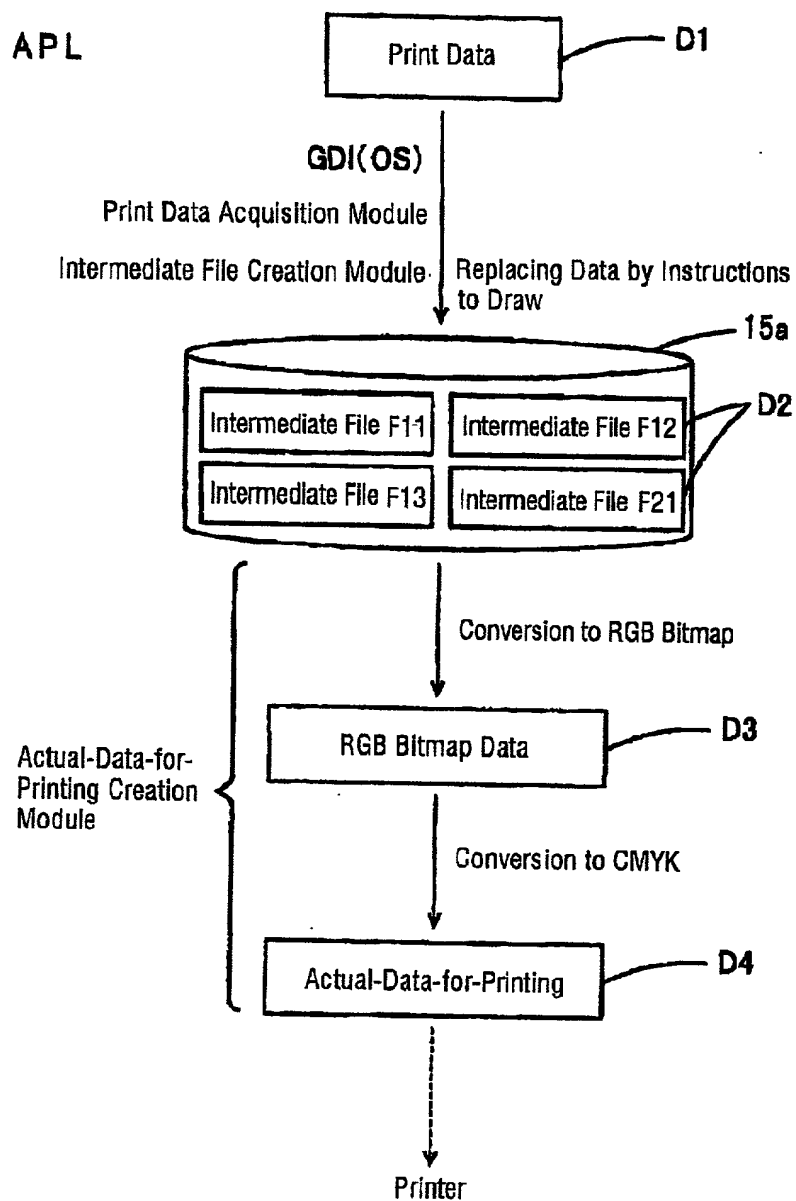 APL
Print Data
D1
GDI(OS)
Print Data Acquisition Module
Intermediate File Creation Module
Replacing Data by Instructions
to Draw
15a
Intermediate File F11
Intermediate File F12
D2
Intermediate File F13
Intermediate File F21
Conversion to RGB Bitmap
RGB Bitmap Data
D3
Actual-Data-for-
Printing Creation
Module
Conversion to CMYK
Actual-Data-for-Printing
D4
Printer